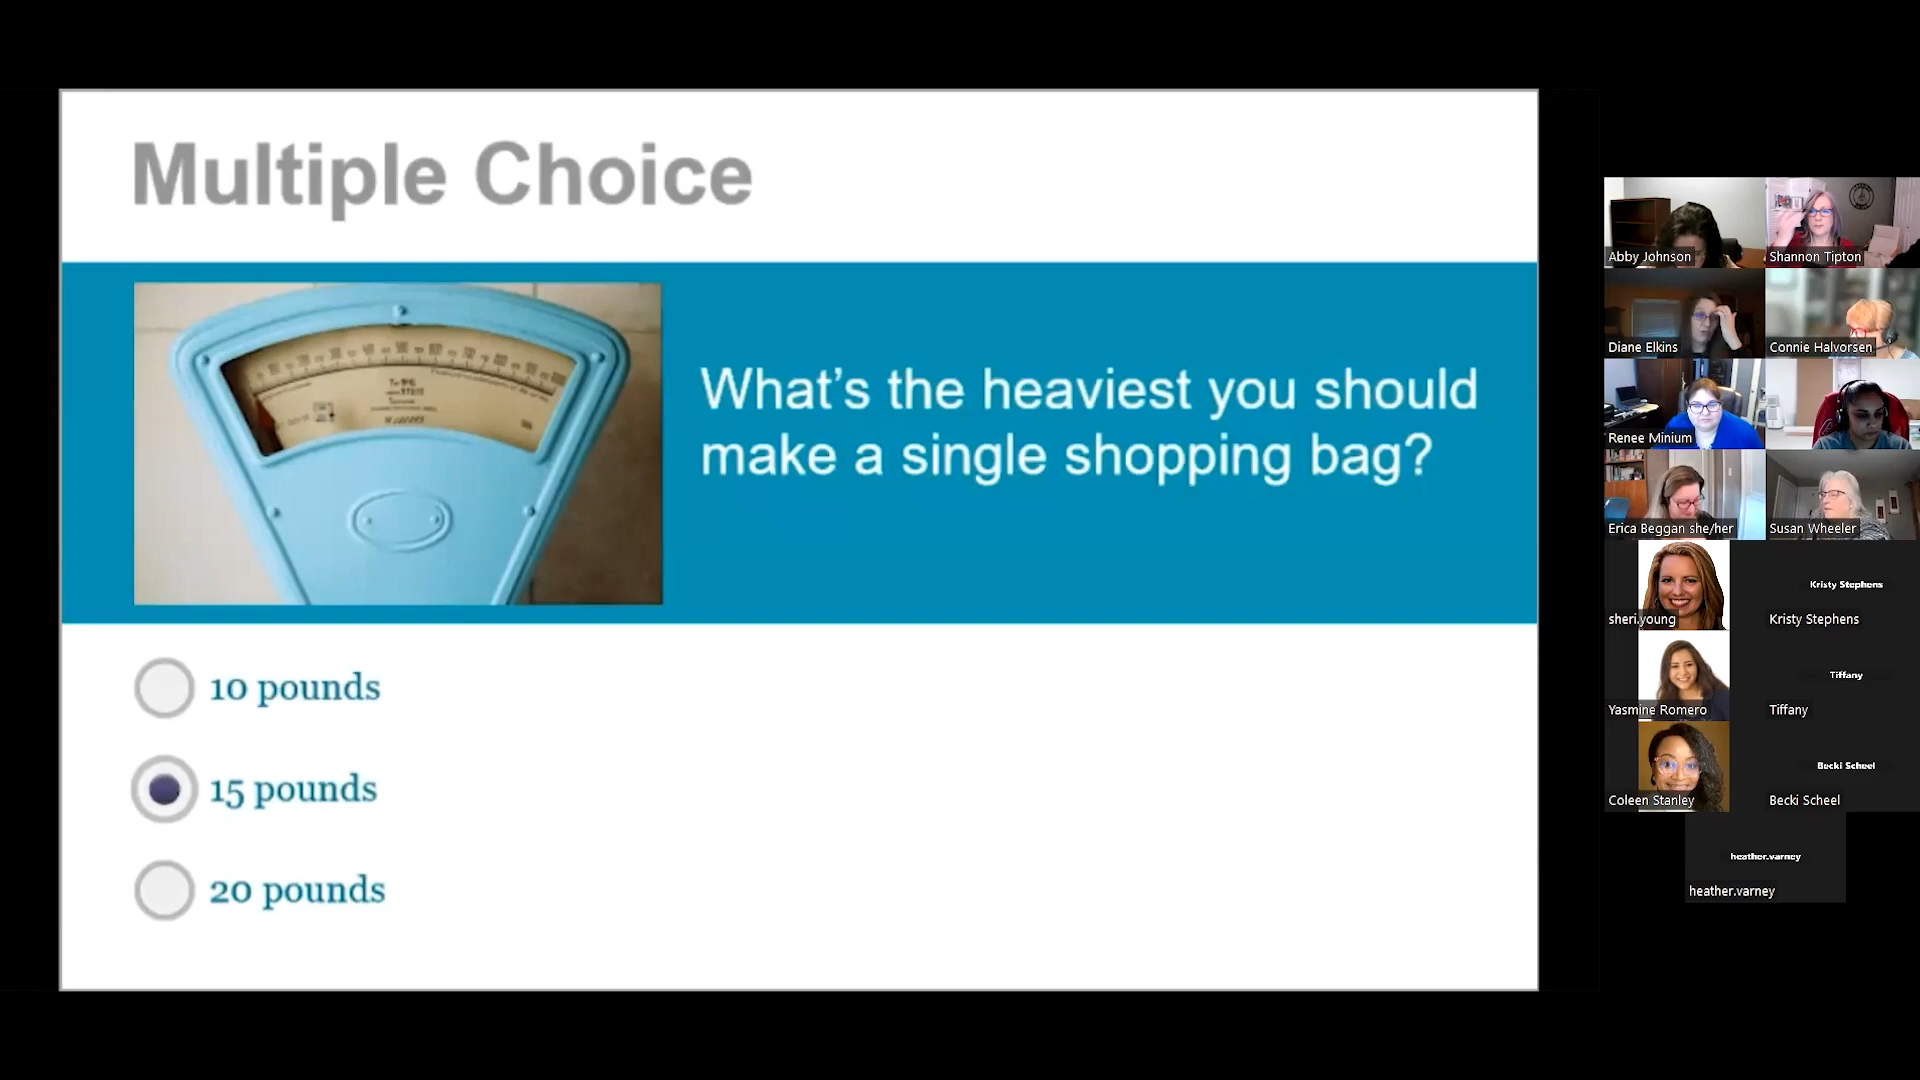 Multiple Choice
What's the heaviest you should
make a single shopping bag?
10 pounds
15 pounds
20 pounds
Abby Johnson
Shannon Tipton
Diane Elkins
Connie Halvorsen
Renee Minium
Erica Beggan she/her
Susan Wheeler
sheri.young
Kristy Stephens
Kristy Stephens
Yasmine Romero
Tiffany
Tiffany
Coleen Stanley
Becki Scheel
Becki Scheel
heather.varney
heather.varney